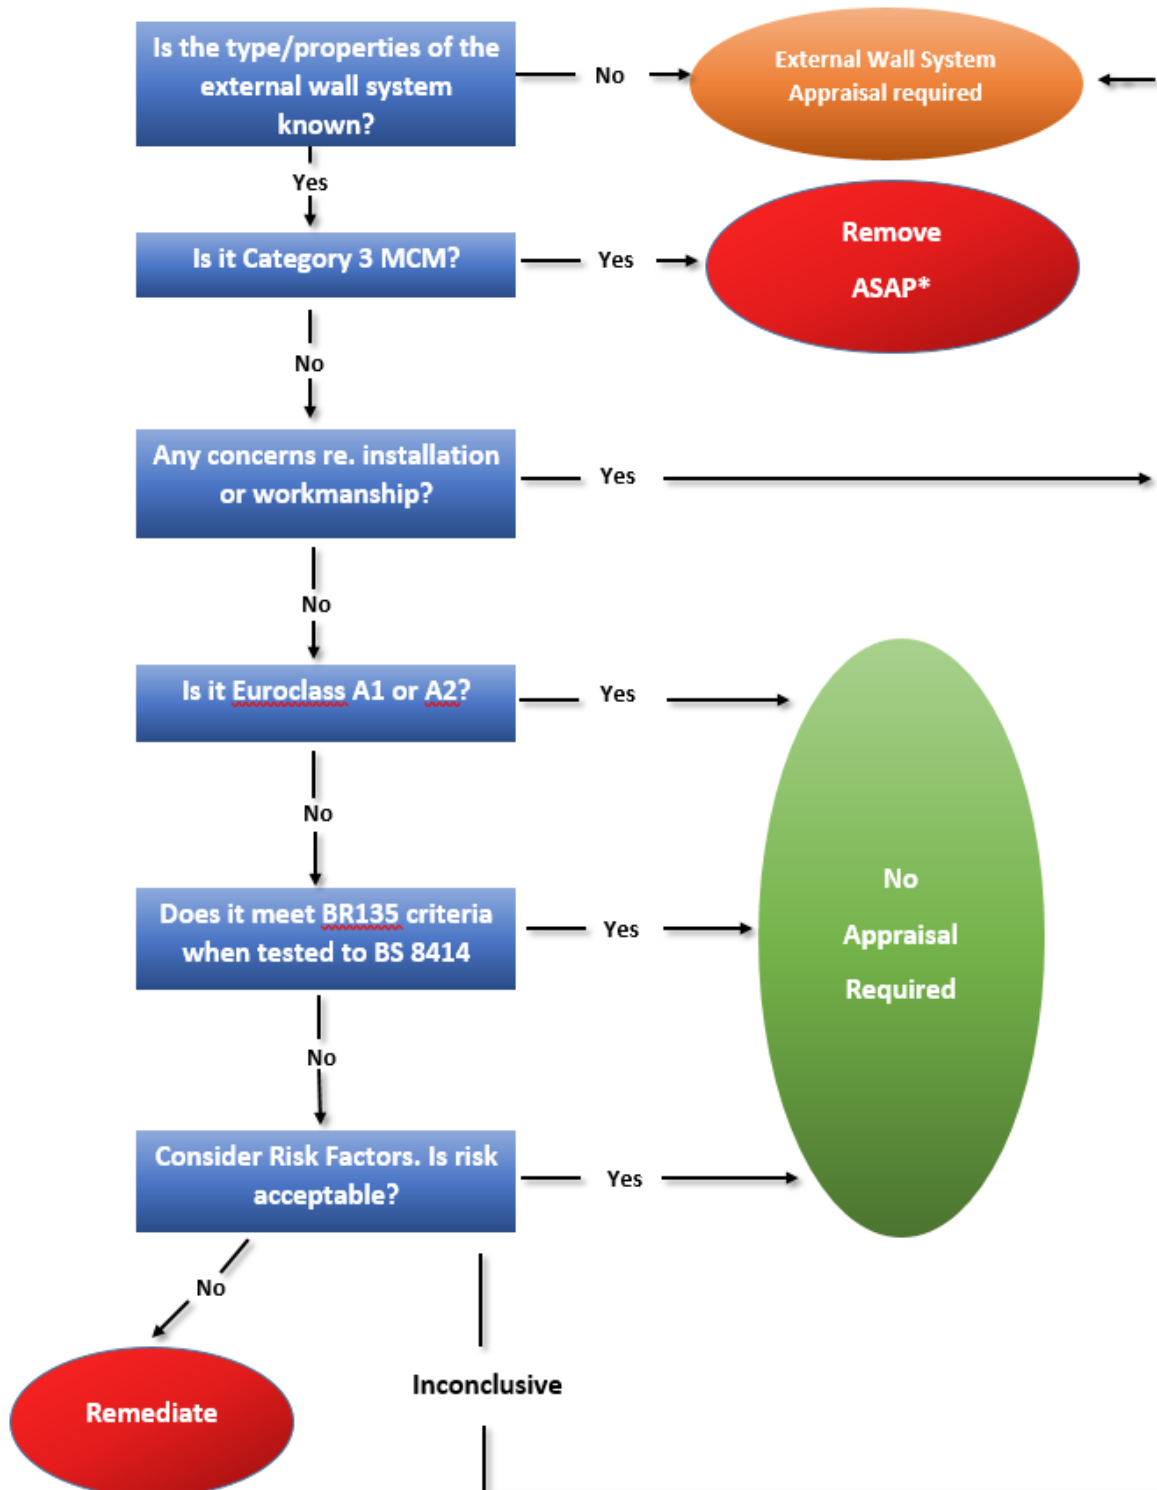 Is the type/properties of the
external wall system
known?
No
External Wall System
Appraisal required
Yes
Is it Category 3 MCM?
Yes
Remove
ASAP*
No
Any concerns re. installation
or workmanship?
Yes
No
Is it Euroclass A1 or A2?
Yes
No
Does it meet BR135 criteria
when tested to BS 8414
Yes
No
Appraisal
Required
No
Consider Risk Factors. Is risk
acceptable?
Yes
No
Inconclusive
Remediate